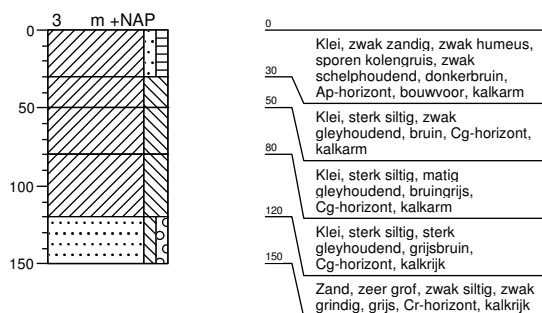 3 m +NAP
0
50
100
150
0
Klei, zwak zandig, zwak humeus,
sporen kolengruis, zwak
schelphoudend, donkerbruin,
Ap-horizont, bouwvoor, kalkarm
30
Klei, sterk siltig, zwak
gleyhoudend, bruin, Cg-horizont,
kalkarm
50
Klei, sterk siltig, matig
gleyhoudend, bruingrijs,
Cg-horizont, kalkarm
80
Klei, sterk siltig, sterk
gleyhoudend, grijsbruin,
Cg-horizont, kalkrijk
120
Zand, zeer grof, zwak siltig, zwak
grindig, grijs, Cr-horizont, kalkrijk
150